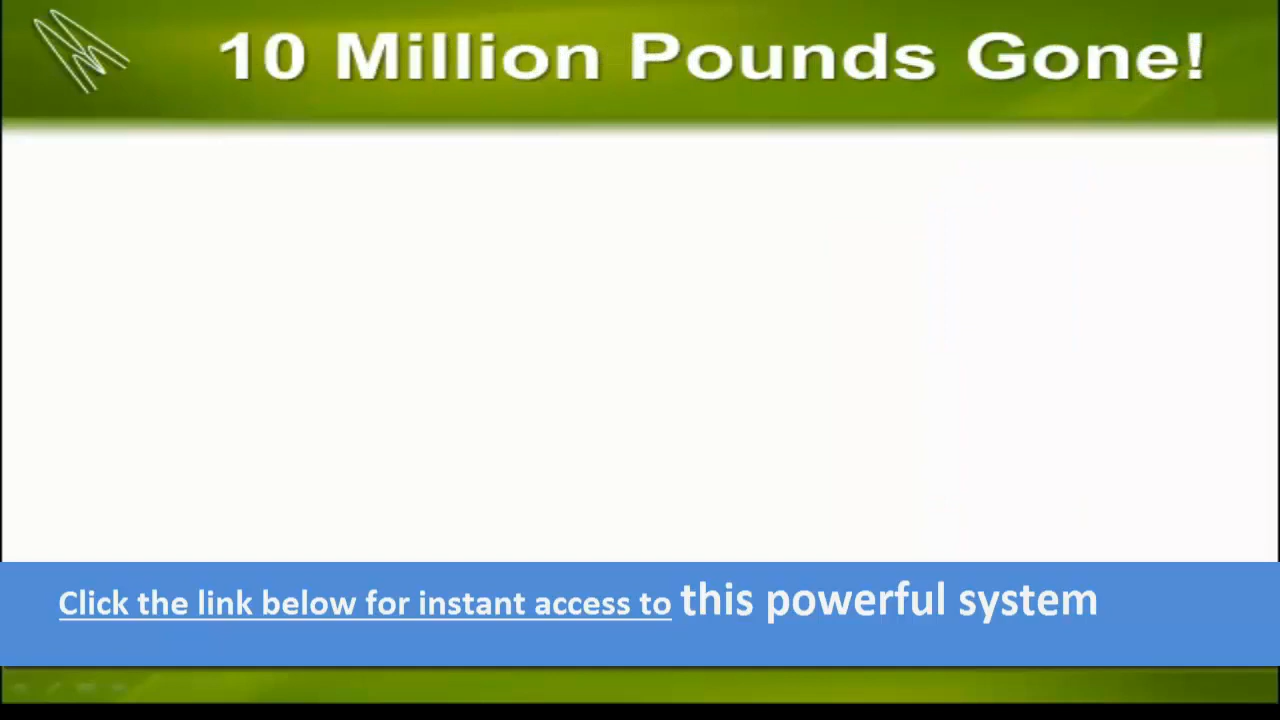 10 Million Pounds Gone!
Click the link below for instant access to this powerful system